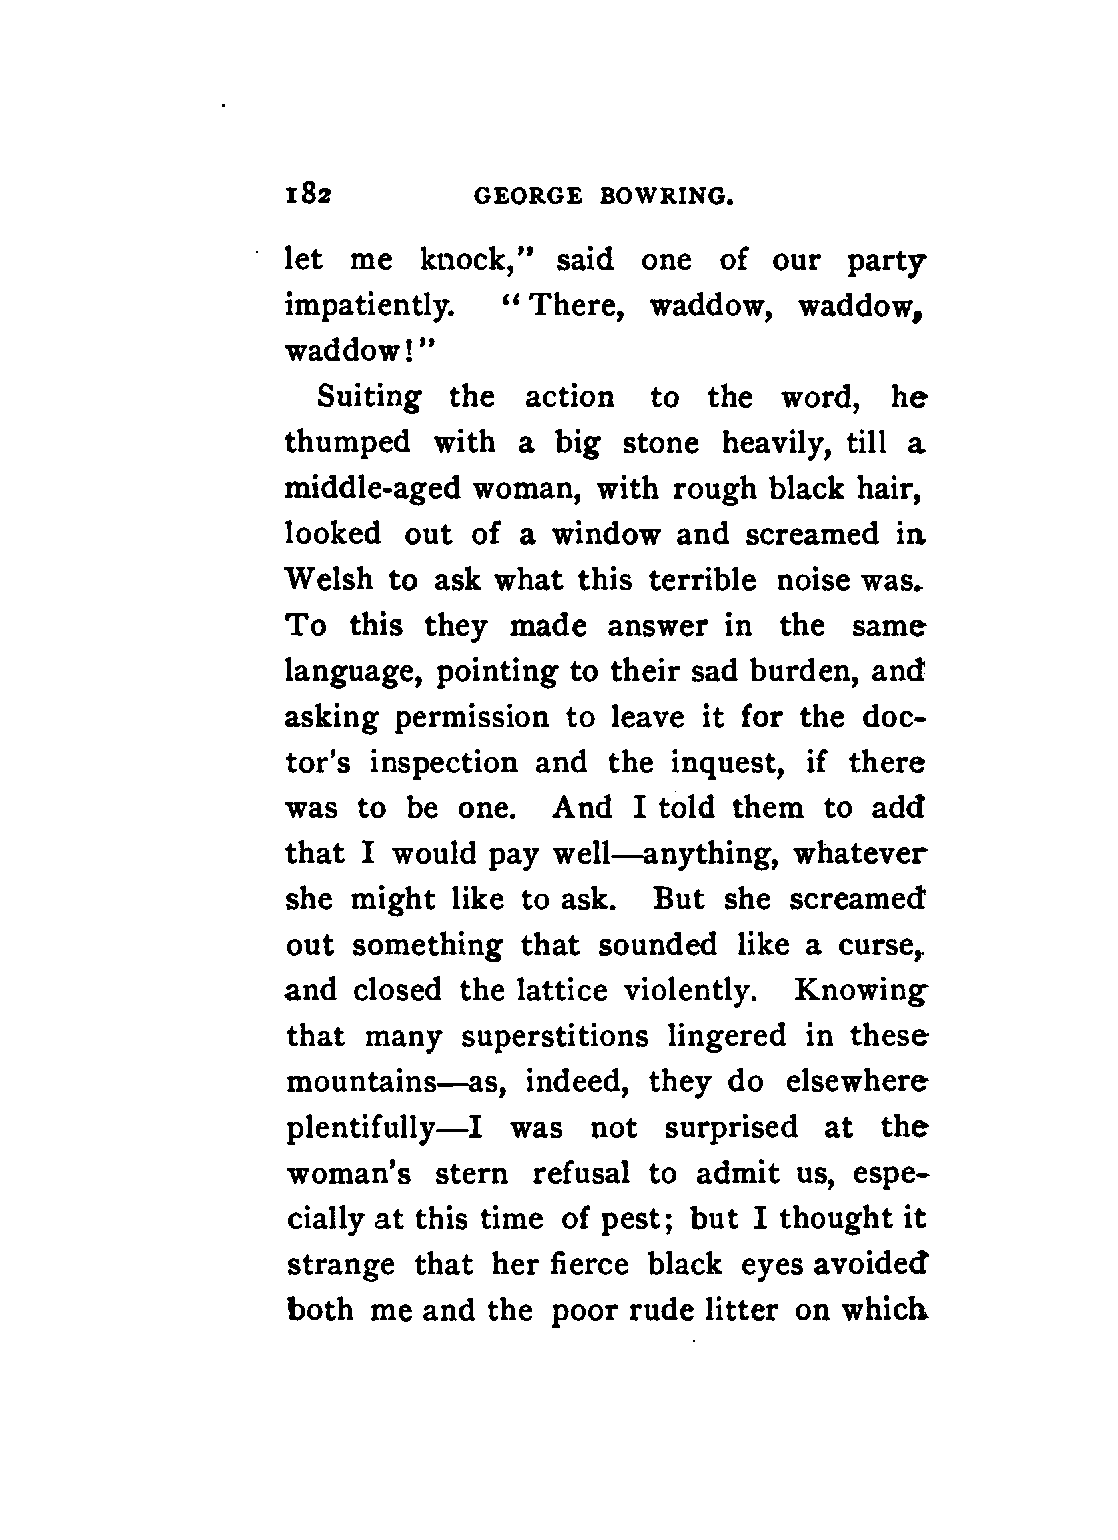 182 GEORGE BOWRING.
let me knock," said one of our party
impatiently. "There, waddow, waddow,
waddow!"
Suiting the action to the word, he
thumped with a big stone heavily, till a
middle-aged woman, with rough black hair,
looked out of a window and screamed in
Welsh to ask what this terrible noise was.
To this they made answer in the same
language, pointing to their sad burden, and
asking permission to leave it for the doc-
tor's inspection and the inquest, if there
was to be one. And I told them to add
that I would pay well—anything, whatever
she might like to ask. But she screamed
out something that sounded like a curse,
and closed the lattice violently. Knowing
that many superstitions lingered in these
mountains—as, indeed, they do elsewhere
plentifully—I was not surprised at the
woman's stern refusal to admit us, espe-
cially at this time of pest; but I thought it
strange that her fierce black eyes avoided
both me and the poor rude litter on which